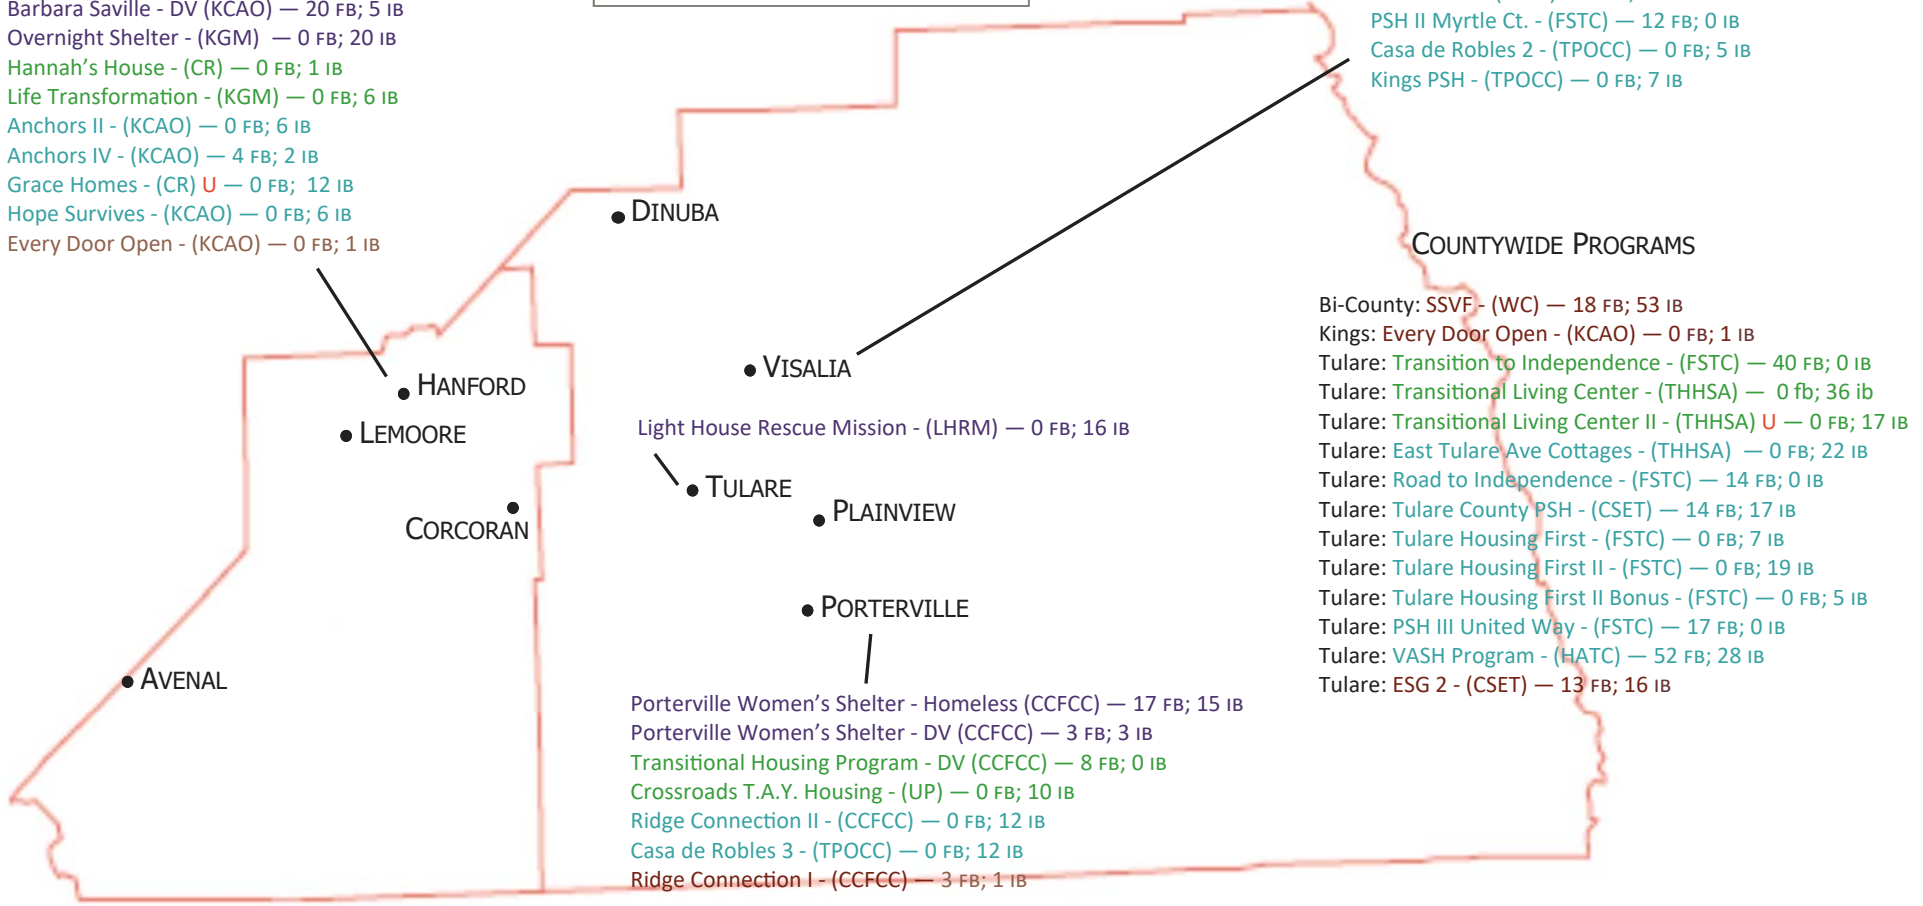 Barbara Saville - DV (KCAO) — 20 FB; 5 IB
Overnight Shelter - (KGM) — 0 FB; 20 IB
Hannah's House - (CR) — 0 FB; 1 IB
Life Transformation - (KGM) — 0 FB; 6 IB
Anchors II - (KCAO) — 0 FB; 6 IB
Anchors IV - (KCAO) — 4 FB; 2 IB
Grace Homes - (CR) U — 0 FB; 12 IB
Hope Survives - (KCAO) — 0 FB; 6 IB
Every Door Open - (KCAO) — 0 FB; 1 IB
PSH II Myrtle Ct. - (FSTC) — 12 FB; 0 IB
Casa de Robles 2 - (TPOCC) — 0 FB; 5 IB
Kings PSH - (TPOCC) — 0 FB; 7 IB
DINUBA
VISALIA
HANFORD
LEMOORE
Light House Rescue Mission - (LHRM) — 0 FB; 16 IB
TULARE
PLAINVIEW
CORCORAN
PORTERVILLE
AVENAL
Porterville Women's Shelter - Homeless (CCFCC) — 17 FB; 15 IB
Porterville Women's Shelter - DV (CCFCC) — 3 FB; 3 IB
Transitional Housing Program - DV (CCFCC) — 8 FB; 0 IB
Crossroads T.A.Y. Housing - (UP) — 0 FB; 10 IB
Ridge Connection II - (CCFCC) — 0 FB; 12 IB
Casa de Robles 3 - (TPOCC) — 0 FB; 12 IB
Ridge Connection I - (CCFCC) — 3 FB; 1 IB
COUNTYWIDE PROGRAMS
Bi-County: SSVF - (WC) — 18 FB; 53 IB
Kings: Every Door Open - (KCAO) — 0 FB; 1 IB
Tulare: Transition to Independence - (FSTC) — 40 FB; 0 IB
Tulare: Transitional Living Center - (THHSA) — 0 fb; 36 ib
Tulare: Transitional Living Center II - (THHSA) U — 0 FB; 17 IB
Tulare: East Tulare Ave Cottages - (THHSA) — 0 FB; 22 IB
Tulare: Road to Independence - (FSTC) — 14 FB; 0 IB
Tulare: Tulare County PSH - (CSET) — 14 FB; 17 IB
Tulare: Tulare Housing First - (FSTC) — 0 FB; 7 IB
Tulare: Tulare Housing First II - (FSTC) — 0 FB; 19 IB
Tulare: Tulare Housing First II Bonus - (FSTC) — 0 FB; 5 IB
Tulare: PSH III United Way - (FSTC) — 17 FB; 0 IB
Tulare: VASH Program - (HATC) — 52 FB; 28 IB
Tulare: ESG 2 - (CSET) — 13 FB; 16 IB